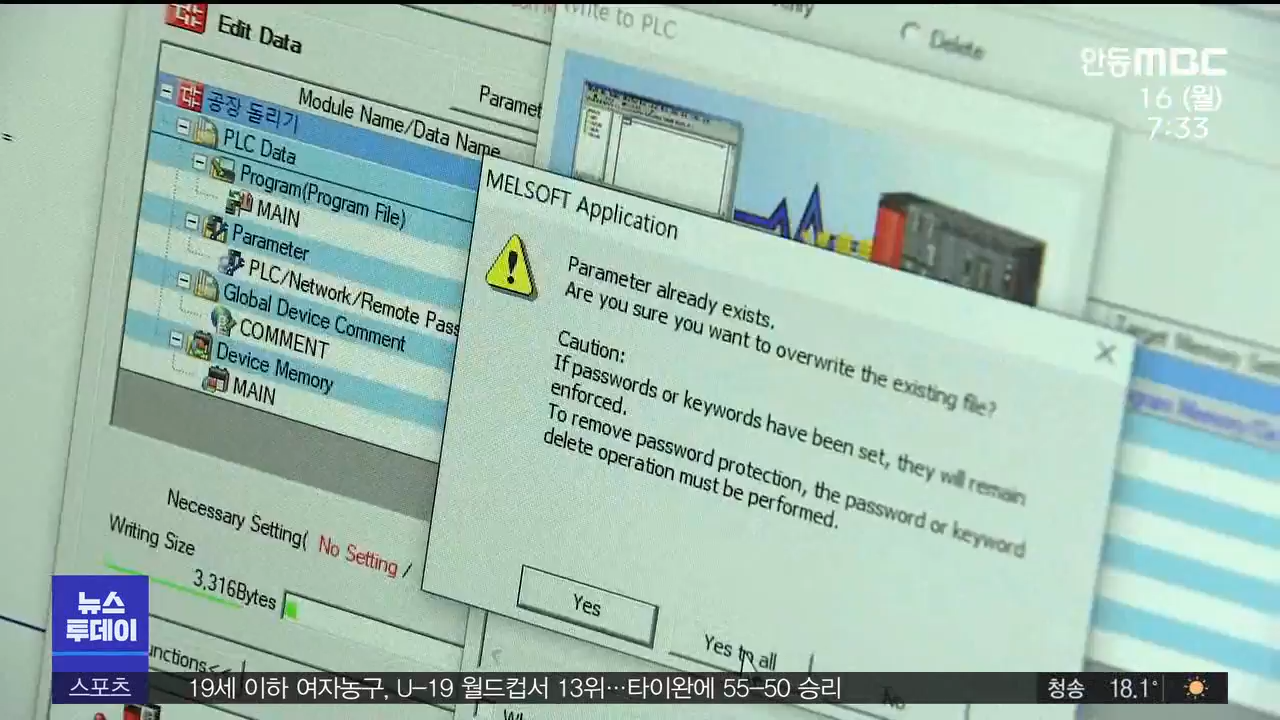 Write to PLC
Edit Data
Delete
안동MBC
16 (월)
7:33
Module Name/Data Name
공장 돌리기
PLC Data
Program(Program File)
MAIN
Parameter
PLC/Network/Remote Pass
Global Device Comment
COMMENT
Device Memory
MAIN
MELSOFT Application
Parameter already exists.
Are you sure you want to overwrite the existing file?
Caution:
If passwords or keywords have been set, they will remain
enforced.
To remove password protection, the password or keyword
delete operation must be performed.
Yes
Yes to all
No
Target Memory
Necessary Setting( No Setting /
Writing Size
3,316Bytes
뉴스
투데이
스포츠
19세 이하 여자농구, U-19 월드컵서 13위…타이완에 55-50 승리
청송 18.1°